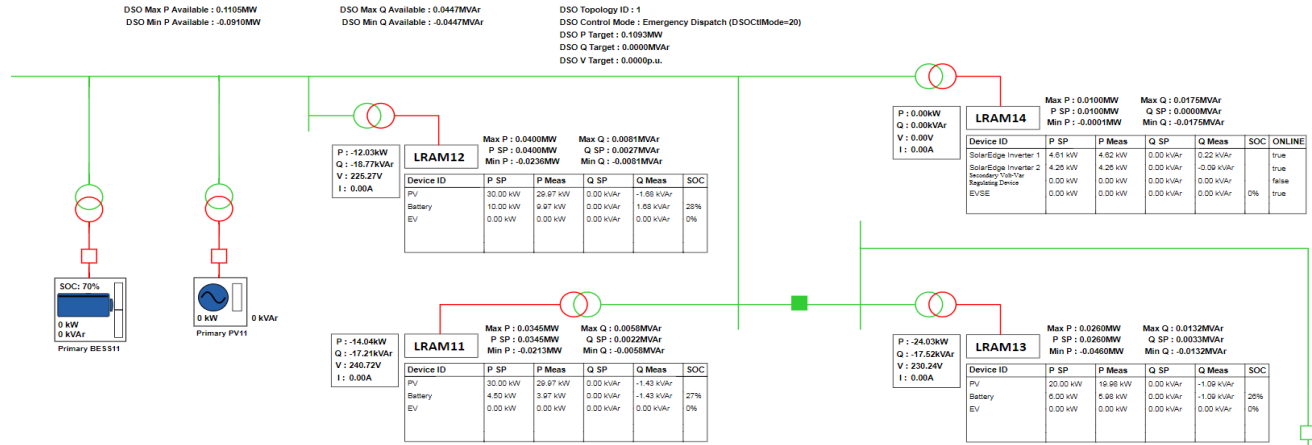 DSO Max P Available : 0.1105MW
DSO Min P Available : -0.0910MW
DSO Max Q Available : 0.0447MVAr
DSO Min Q Available : -0.0447MVAr
DSO Topology ID : 1
DSO Control Mode : Emergency Dispatch (DSOCtlMode=20)
DSO P Target : 0.1093MW
DSO Q Target : 0.0000MVAr
DSO V Target : 0.0000p.u.
P : -12.03kW
Q : -18.77kVAr
V : 225.27V
I : 0.00A
LRAM12
Max P : 0.0400MW Max Q : 0.0081MVAr
P SP : 0.0400MW Q SP : 0.0027MVAr
Min P : -0.0236MW Min Q : -0.0081MVAr
Device ID P SP P Meas Q SP Q Meas SOC
PV 30.00 kW 29.97 kW 0.00 kVAr -1.68 kVAr
Battery 10.00 kW 9.97 kW 0.00 kVAr 1.68 kVAr 28%
EV 0.00 kW 0.00 kW 0.00 kVAr 0.00 kVAr 0%
P : 0.00kW
Q : 0.00kVAr
V : 0.00V
I : 0.00A
LRAM14
Max P : 0.0100MW Max Q : 0.0175MVAr
P SP : 0.0100MW Q SP : 0.0000MVAr
Min P : -0.0001MW Min Q : -0.0175MVAr
Device ID P SP P Meas Q SP Q Meas SOC ONLINE
SolarEdge Inverter 1 4.61 kW 4.62 kW 0.00 kVAr 0.22 kVAr true
SolarEdge Inverter 2 4.26 kW 4.26 kW 0.00 kVAr -0.09 kVAr true
Secondary Volt-Var
Regulating Device 0.00 kW 0.00 kW 0.00 kVAr 0.00 kVAr false
EVSE 0.00 kW 0.00 kW 0.00 kVAr 0.00 kVAr 0% true
SOC: 70%
0 kW
0 kVAr
Primary BESS11
0 kW
0 kVAr
Primary PV11
P : -14.04kW
Q : -17.21kVAr
V : 240.72V
I : 0.00A
LRAM11
Max P : 0.0345MW Max Q : 0.0058MVAr
P SP : 0.0345MW Q SP : 0.0022MVAr
Min P : -0.0213MW Min Q : -0.0058MVAr
Device ID P SP P Meas Q SP Q Meas SOC
PV 30.00 kW 29.97 kW 0.00 kVAr -1.43 kVAr
Battery 4.50 kW 3.97 kW 0.00 kVAr -1.43 kVAr 27%
EV 0.00 kW 0.00 kW 0.00 kVAr 0.00 kVAr 0%
P : -24.03kW
Q : -17.52kVAr
V : 230.24V
I : 0.00A
LRAM13
Max P : 0.0260MW Max Q : 0.0132MVAr
P SP : 0.0260MW Q SP : 0.0033MVAr
Min P : -0.0460MW Min Q : -0.0132MVAr
Device ID P SP P Meas Q SP Q Meas SOC
PV 20.00 kW 19.98 kW 0.00 kVAr -1.09 kVAr
Battery 6.00 kW 5.98 kW 0.00 kVAr -1.09 kVAr 26%
EV 0.00 kW 0.00 kW 0.00 kVAr 0.00 kVAr 0%